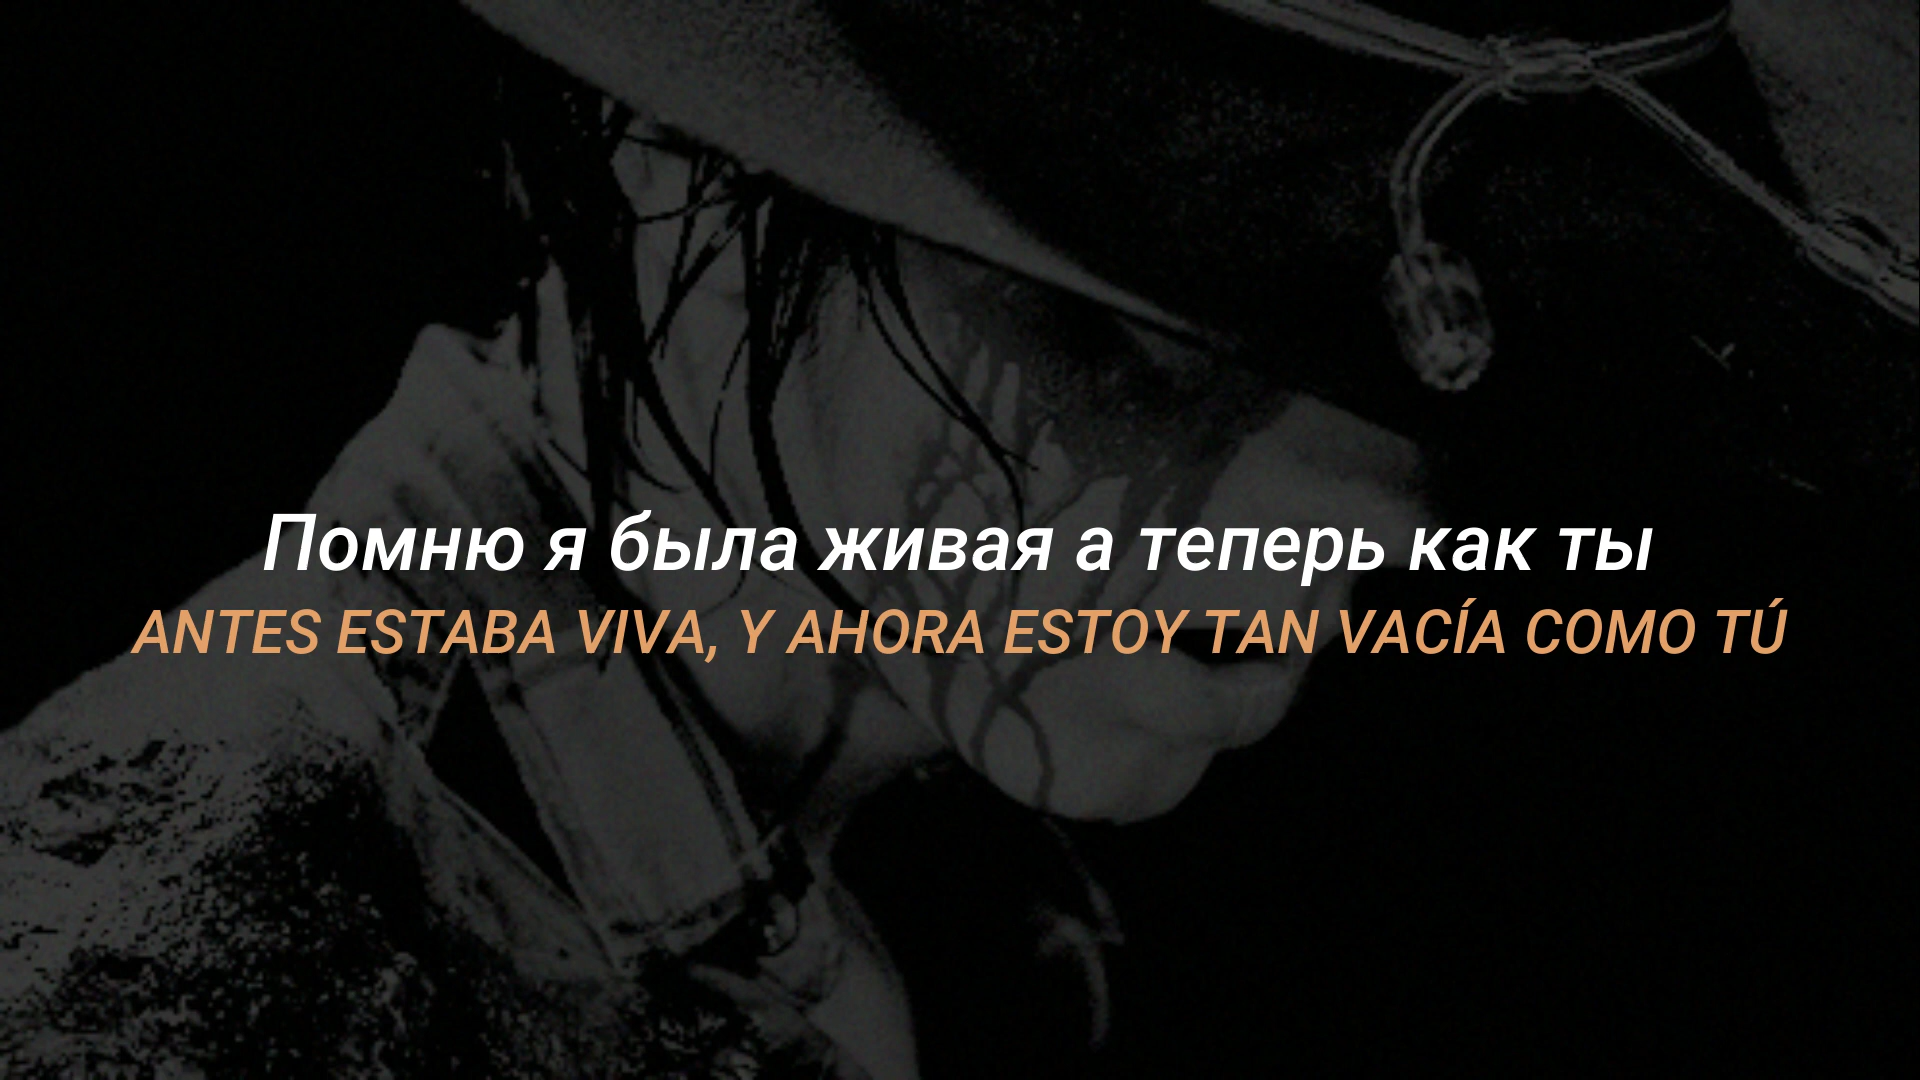 Помню я была живая а теперь как ты
ANTES ESTABA VIVA, Y AHORA ESTOY TAN VACÍA COMO TÚ